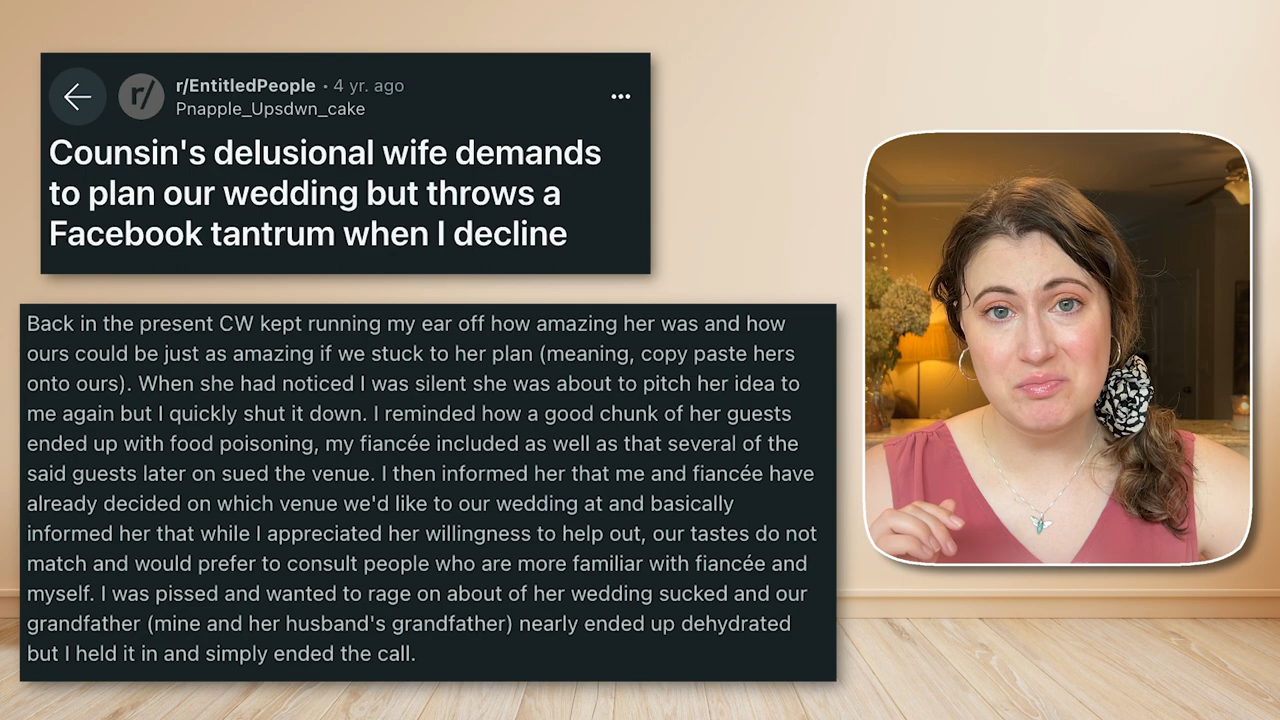 r/EntitledPeople • 4 yr. ago
Pnapple_Upsdwn_cake
Counsin's delusional wife demands
to plan our wedding but throws a
Facebook tantrum when I decline
Back in the present CW kept running my ear off how amazing her was and how
ours could be just as amazing if we stuck to her plan (meaning, copy paste hers
onto ours). When she had noticed I was silent she was about to pitch her idea to
me again but I quickly shut it down. I reminded how a good chunk of her guests
ended up with food poisoning, my fiancée included as well as that several of the
said guests later on sued the venue. I then informed her that me and fiancée have
already decided on which venue we'd like to our wedding at and basically
informed her that while I appreciated her willingness to help out, our tastes do not
match and would prefer to consult people who are more familiar with fiancée and
myself. I was pissed and wanted to rage on about of her wedding sucked and our
grandfather (mine and her husband's grandfather) nearly ended up dehydrated
but I held it in and simply ended the call.